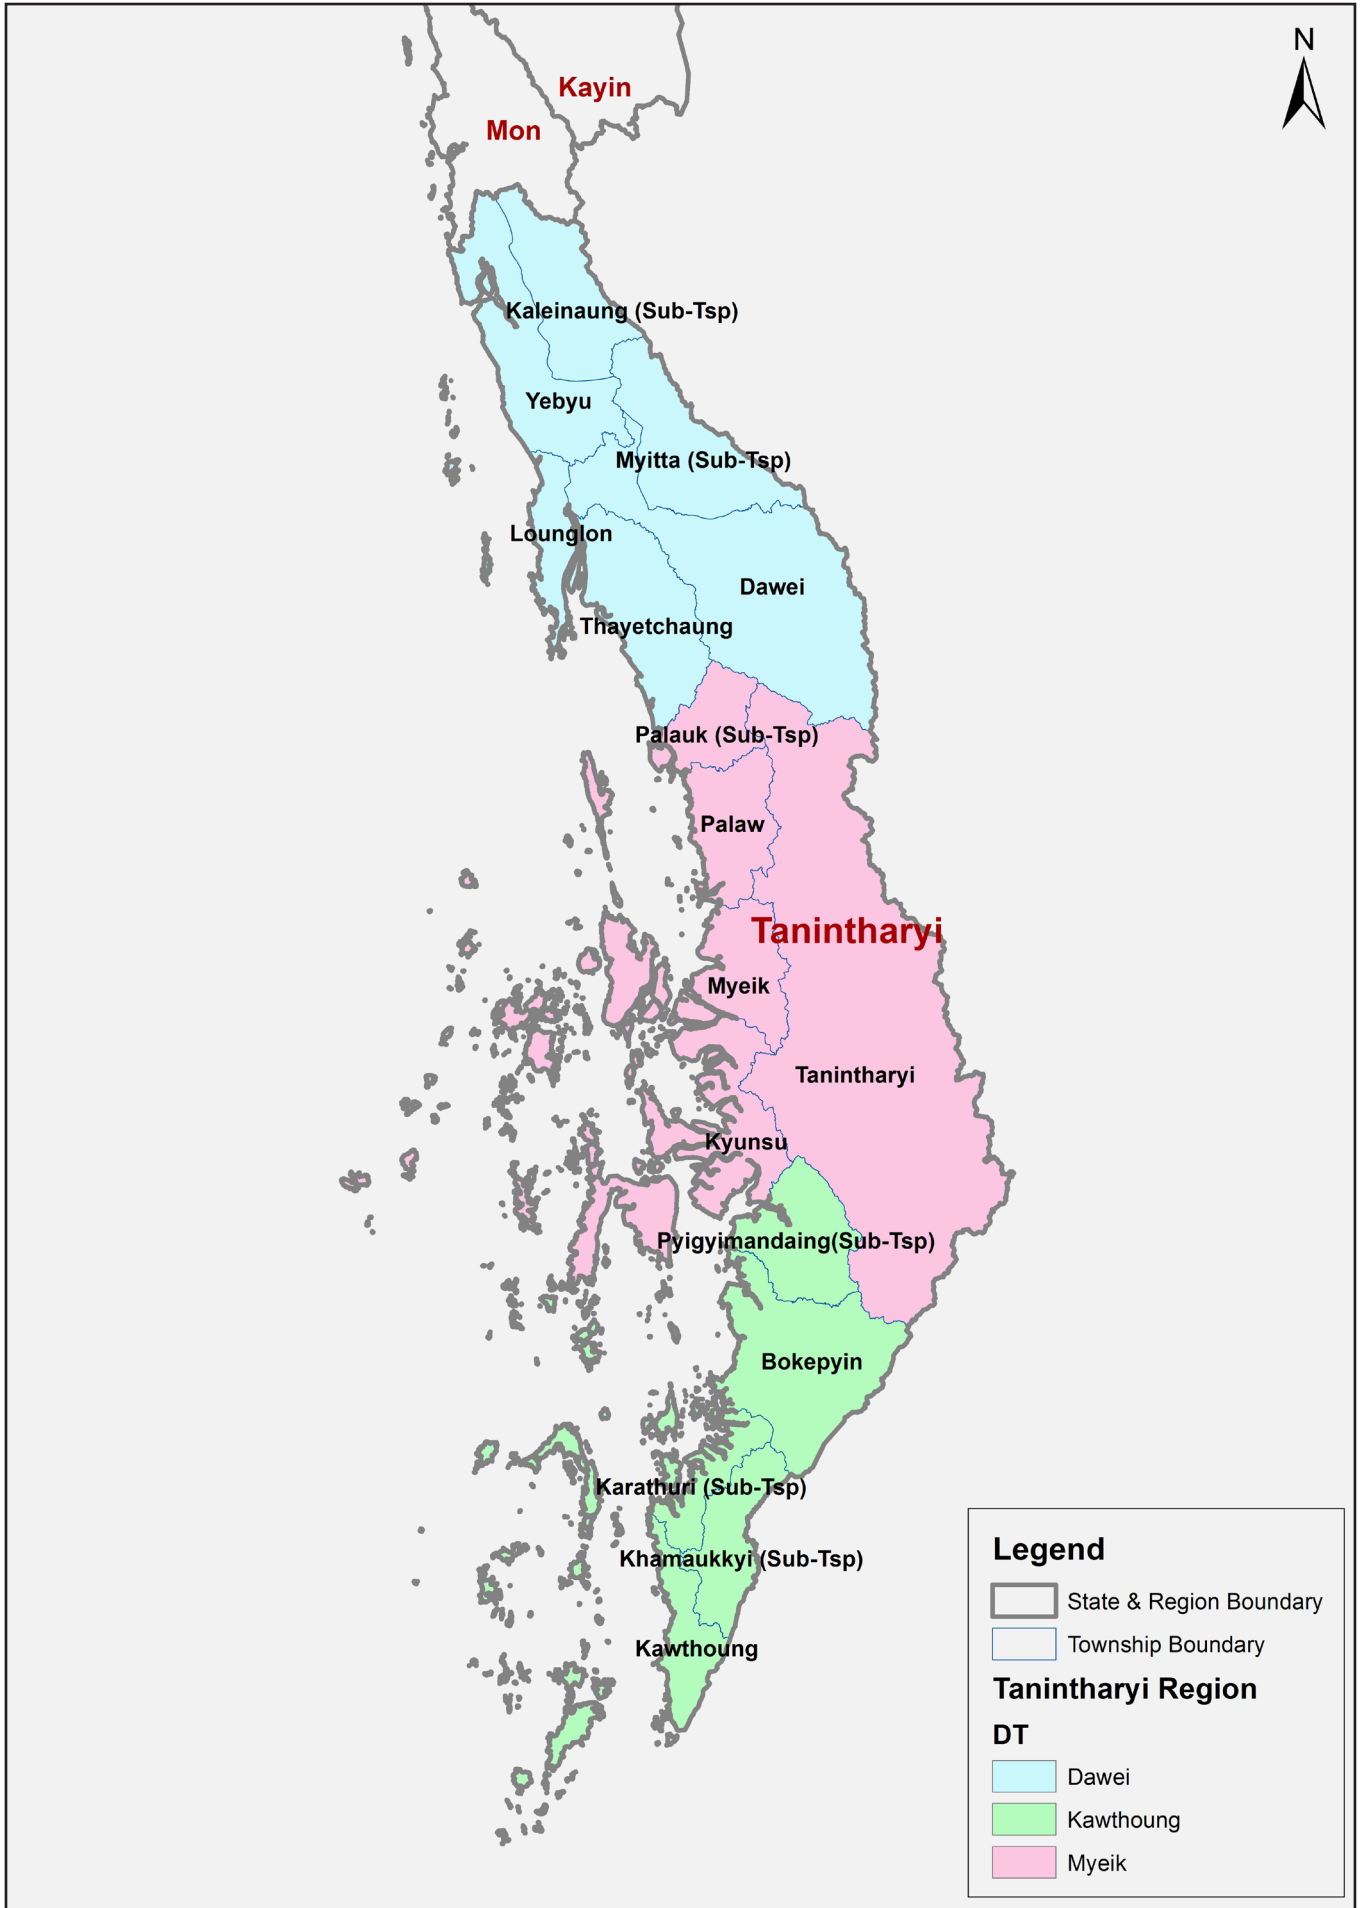 N
Kayin
Mon
Kaleinaung (Sub-Tsp)
Yebyu
Myitta (Sub-Tsp)
Lounglon
Dawei
Thayetchaung
Palauk (Sub-Tsp)
Palaw
Tanintharyi
Myeik
Tanintharyi
Kyunsu
Pyigyimandaing(Sub-Tsp)
Bokepyin
Karathuri (Sub-Tsp)
Khamaukkyi (Sub-Tsp)
Kawthoung
Legend
State & Region Boundary
Township Boundary
Tanintharyi Region
DT
Dawei
Kawthoung
Myeik